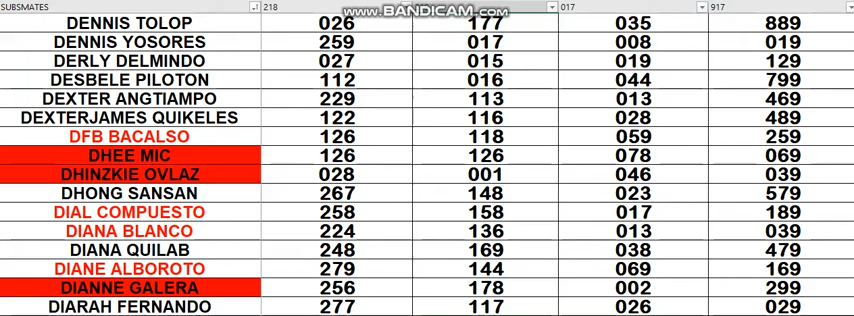 SUBSMATES 218 017 917
www.BANDICAM.com
DENNIS TOLOP 026 177 035 889
DENNIS YOSORES 259 017 008 019
DERLY DELMINDO 027 015 019 129
DESBELE PILOTON 112 016 044 799
DEXTER ANGTIAMPO 229 113 013 469
DEXTERJAMES QUIKELES 122 116 028 489
DFB BACALSO 126 118 059 259
DHEE MIC 126 126 078 069
DHINZKIE OVLAZ 028 001 046 039
DHONG SANSAN 267 148 023 579
DIAL COMPUESTO 258 158 017 189
DIANA BLANCO 224 136 013 039
DIANA QUILAB 248 169 038 479
DIANE ALBOROTO 279 144 069 169
DIANNE GALERA 256 178 002 299
DIARAH FERNANDO 277 117 026 029